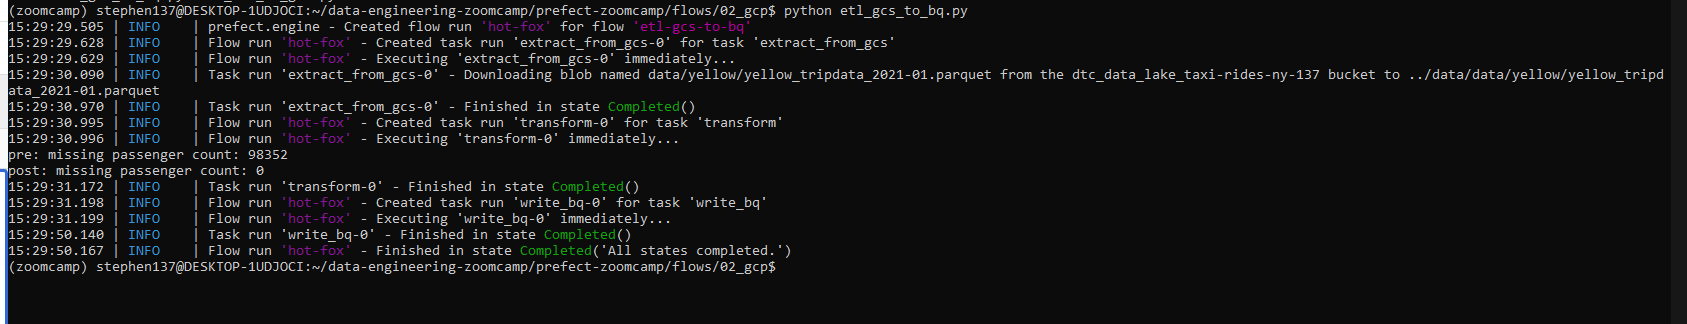 (zoomcamp) stephen137@DESKTOP-1UDJOCI:~/data-engineering-zoomcamp/prefect-zoomcamp/flows/02_gcp$ python etl_gcs_to_bq.py
15:29:29.505 | INFO    | prefect.engine - Created flow run 'hot-fox' for flow 'etl-gcs-to-bq'
15:29:29.628 | INFO    | Flow run 'hot-fox' - Created task run 'extract_from_gcs-0' for task 'extract_from_gcs'
15:29:29.629 | INFO    | Flow run 'hot-fox' - Executing 'extract_from_gcs-0' immediately...
15:29:30.090 | INFO    | Task run 'extract_from_gcs-0' - Downloading blob named data/yellow/yellow_tripdata_2021-01.parquet from the dtc_data_lake_taxi-rides-ny-137 bucket to ../data/data/yellow/yellow_tripd
ata_2021-01.parquet
15:29:30.970 | INFO    | Task run 'extract_from_gcs-0' - Finished in state Completed()
15:29:30.995 | INFO    | Flow run 'hot-fox' - Created task run 'transform-0' for task 'transform'
15:29:30.996 | INFO    | Flow run 'hot-fox' - Executing 'transform-0' immediately...
pre: missing passenger count: 98352
post: missing passenger count: 0
15:29:31.172 | INFO    | Task run 'transform-0' - Finished in state Completed()
15:29:31.198 | INFO    | Flow run 'hot-fox' - Created task run 'write_bq-0' for task 'write_bq'
15:29:31.199 | INFO    | Flow run 'hot-fox' - Executing 'write_bq-0' immediately...
15:29:50.140 | INFO    | Task run 'write_bq-0' - Finished in state Completed()
15:29:50.167 | INFO    | Flow run 'hot-fox' - Finished in state Completed('All states completed.')
(zoomcamp) stephen137@DESKTOP-1UDJOCI:~/data-engineering-zoomcamp/prefect-zoomcamp/flows/02_gcp$